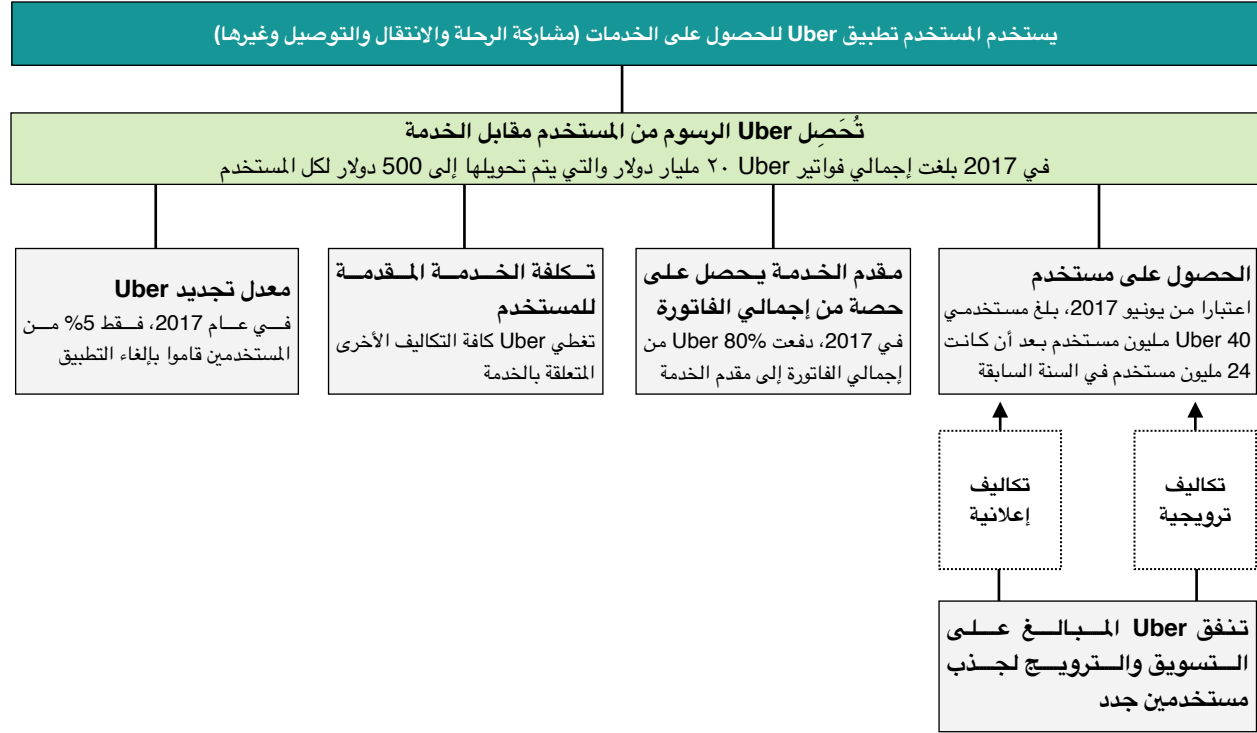 يستخدم المستخدم تطبيق Uber للحصول على الخدمات (مشاركة الرحلة والانتقال والتوصيل وغيرها)
تُحَصِل Uber الرسوم من المستخدم مقابل الخدمة
في 2017 بلغت إجمالي فواتير Uber ٢٠ مليار دولار والتي يتم تحويلها إلى 500 دولار لكل المستخدم
الحصول على مستخدم
اعتبارا من يونيو 2017، بلغ مستخدمي
Uber 40 مليون مستخدم بعد أن كانت
24 مليون مستخدم في السنة السابقة
مقدم الخدمة يحصل على
حصة من إجمالي الفاتورة
في 2017، دفعت Uber 80% من
إجمالي الفاتورة إلى مقدم الخدمة
تكلفة الخدمة المقدمة
للمستخدم
تغطي Uber كافة التكاليف الأخرى
المتعلقة بالخدمة
معدل تجديد Uber
في عام 2017، فقط 5% من
المستخدمين قاموا بإلغاء التطبيق
تكاليف
ترويجية
تكاليف
إعلانية
تنفق Uber المبالغ على
التسويق والترويج لجذب
مستخدمين جدد